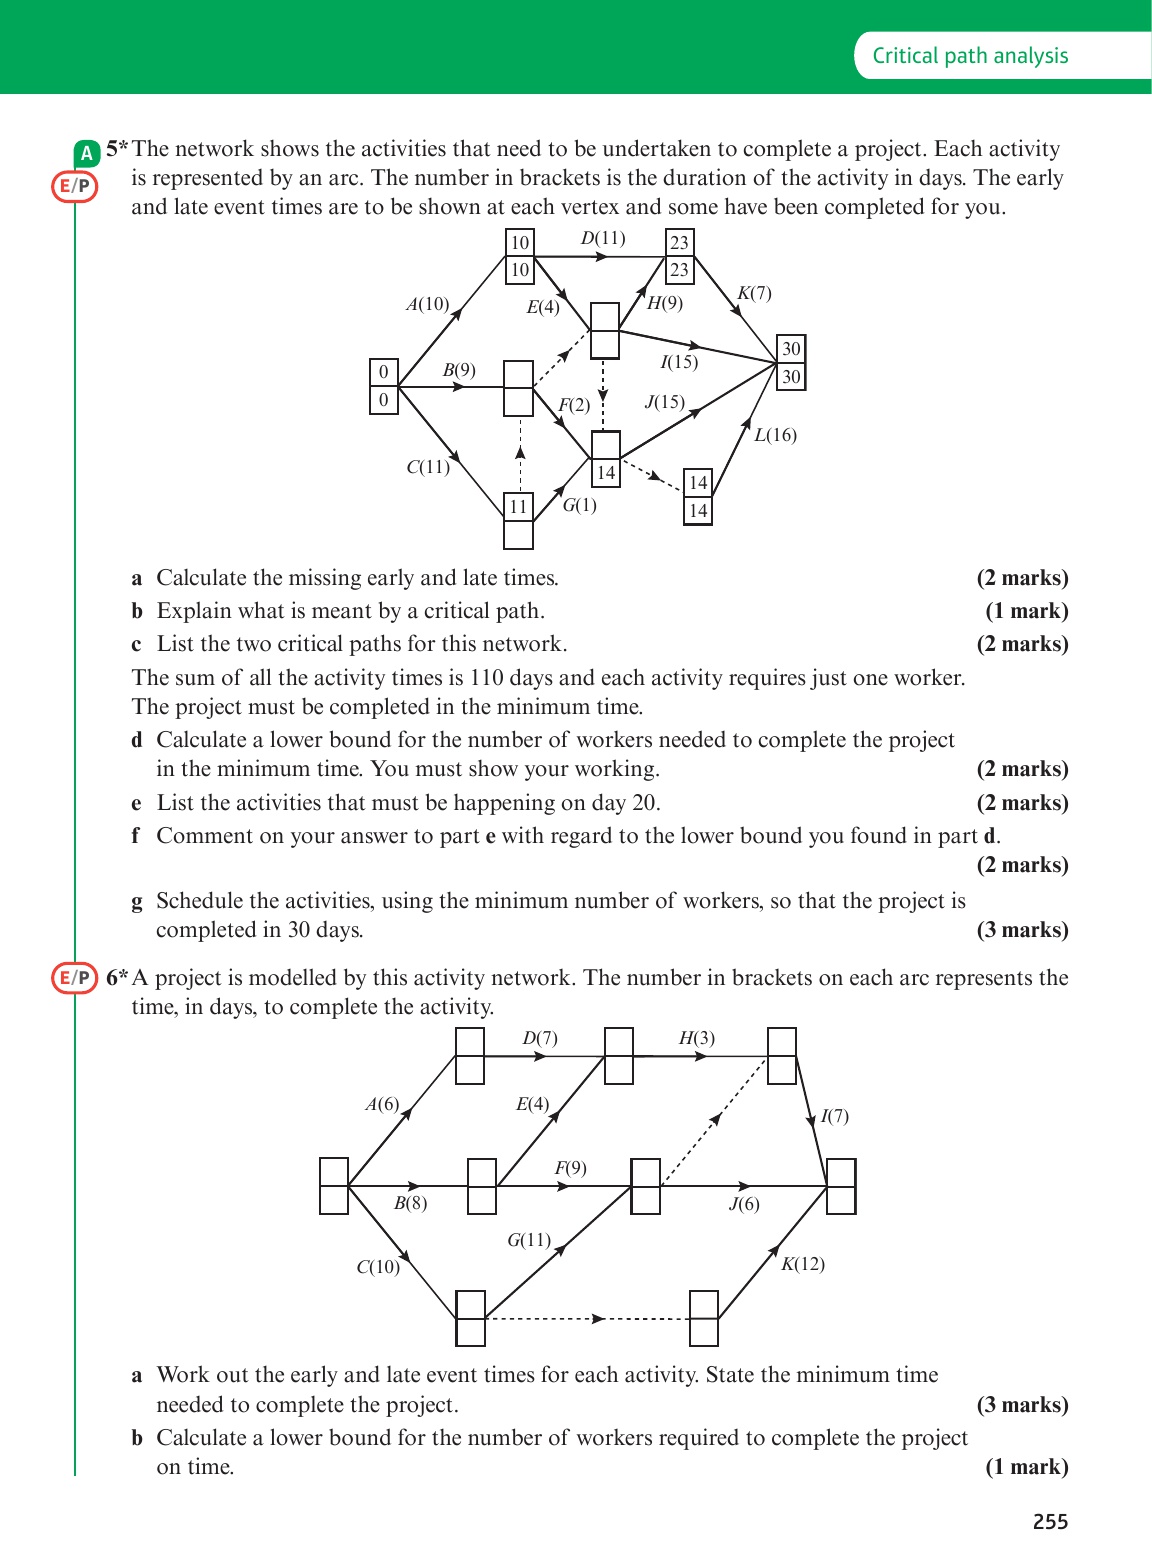 Critical path analysis
A
E/P
5* The network shows the activities that need to be undertaken to complete a project. Each activity
is represented by an arc. The number in brackets is the duration of the activity in days. The early
and late event times are to be shown at each vertex and some have been completed for you.
10 D(11) 23
10 23
A(10) E(4) H(9) K(7)
30
0 B(9) I(15) 30
0
F(2) J(15)
L(16)
C(11)
14 14
11 G(1) 14
a Calculate the missing early and late times. (2 marks)
b Explain what is meant by a critical path. (1 mark)
c List the two critical paths for this network. (2 marks)
The sum of all the activity times is 110 days and each activity requires just one worker.
The project must be completed in the minimum time.
d Calculate a lower bound for the number of workers needed to complete the project
in the minimum time. You must show your working. (2 marks)
e List the activities that must be happening on day 20. (2 marks)
f Comment on your answer to part e with regard to the lower bound you found in part d.
(2 marks)
g Schedule the activities, using the minimum number of workers, so that the project is
completed in 30 days. (3 marks)
E/P
6* A project is modelled by this activity network. The number in brackets on each arc represents the
time, in days, to complete the activity.
D(7) H(3)
A(6) E(4) I(7)
F(9)
B(8) J(6)
G(11)
C(10) K(12)
a Work out the early and late event times for each activity. State the minimum time
needed to complete the project. (3 marks)
b Calculate a lower bound for the number of workers required to complete the project
on time. (1 mark)
255